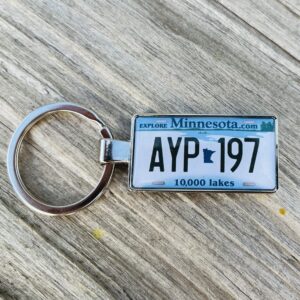 EXPLORE Minnesota.com
AYP 197
10,000 lakes